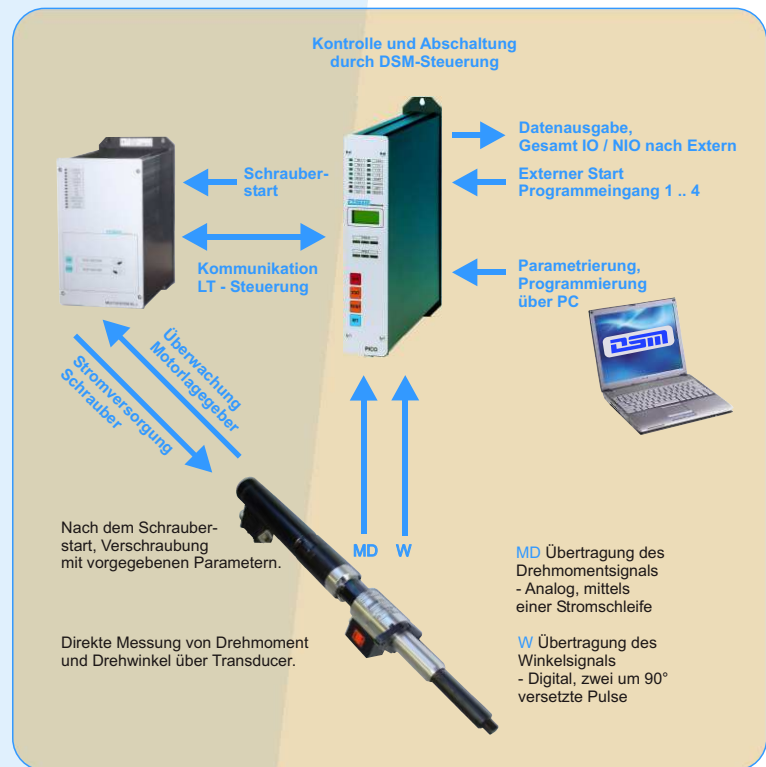 Kontrolle und Abschaltung
durch DSM-Steuerung
Datenausgabe,
Gesamt IO / NIO nach Extern
Schrauber-
start
Externer Start
Programmeingang 1 .. 4
Kommunikation
LT - Steuerung
Parametrierung,
Programmierung
über PC
DSM
PICO
Überwachung
Motorlagegeber
Stromversorgung
Schrauber
Nach dem Schrauber-
start, Verschraubung
mit vorgegebenen Parametern.
MD W
MD Übertragung des
Drehmomentsignals
- Analog, mittels
einer Stromschleife
Direkte Messung von Drehmoment
und Drehwinkel über Transducer.
W Übertragung des
Winkelsignals
- Digital, zwei um 90°
versetzte Pulse